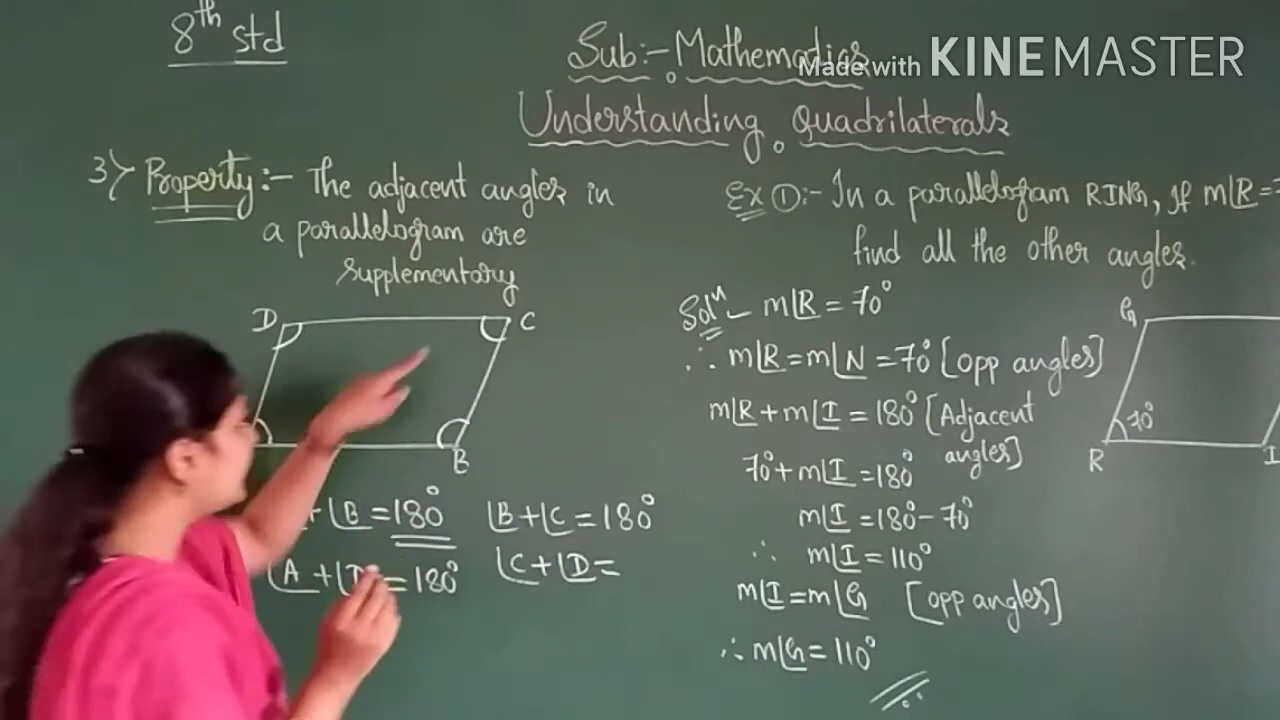 8th std
Sub:- Mathematics
Made with KINEMASTER
Understanding Quadrilaterals
3) Property:- The adjacent angles in
a parallelogram are
supplementary
D C
B
+ ∠B = 180°
∠B + ∠C = 180°
∠A + ∠D = 180°
∠C + ∠D =
Ex ①:- In a parallelogram RING, if m∠R =
find all the other angles.
Solⁿ - m∠R = 70°
∴ m∠R = m∠N = 70° [opp angles]
m∠R + m∠I = 180° [Adjacent
angles]
70° + m∠I = 180°
m∠I = 180° - 70°
∴ m∠I = 110°
m∠I = m∠G [opp angles]
∴ m∠G = 110°
G
70°
R I